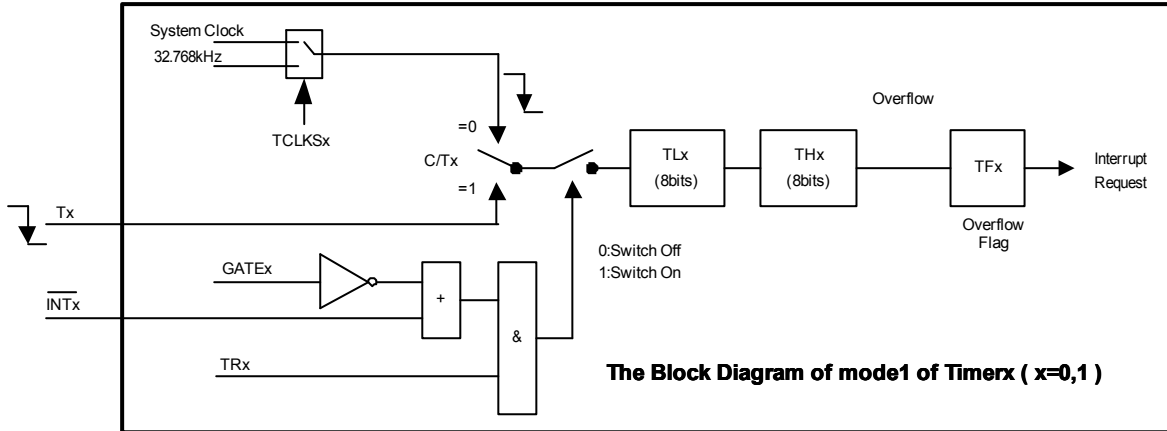 System Clock
32.768kHz
TCLKSx
Overflow
=0
C/Tx
=1
TLx
(8bits)
THx
(8bits)
TFx
Interrupt
Request
Overflow
Flag
Tx
0:Switch Off
1:Switch On
GATEx
INTx
+
&
TRx
The Block Diagram of mode1 of Timerx ( x=0,1 )